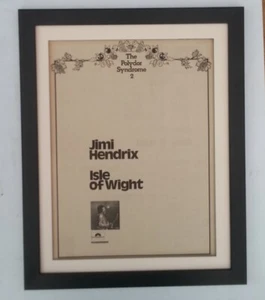 The
Polydor
Syndrome
2
Jimi
Hendrix
Isle
of Wight